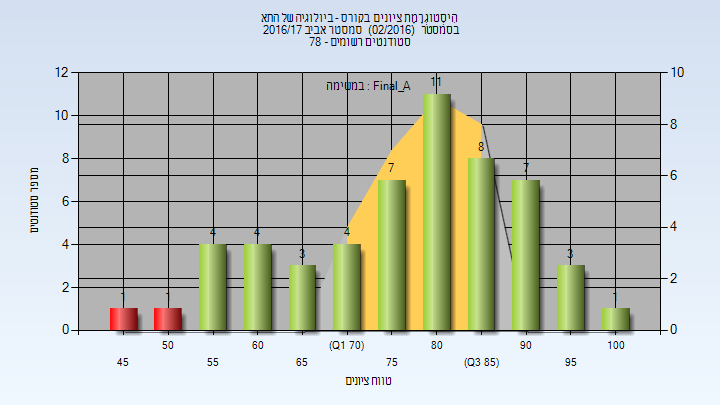 היסטוגרמת ציונים בקורס - ביולוגיה של התא
בסמסטר (02/2016) סמסטר אביב 2016/17
סטודנטים רשומים - 78
במשימה : Final_A
12 10 8 6 4 2 0
10 8 6 4 2 0
מספר סטודנטים
1 1 4 4 3 4 7 11 8 7 3 1
50 60 (Q1 70) 80 90 100
45 55 65 75 (Q3 85) 95
טווח ציונים